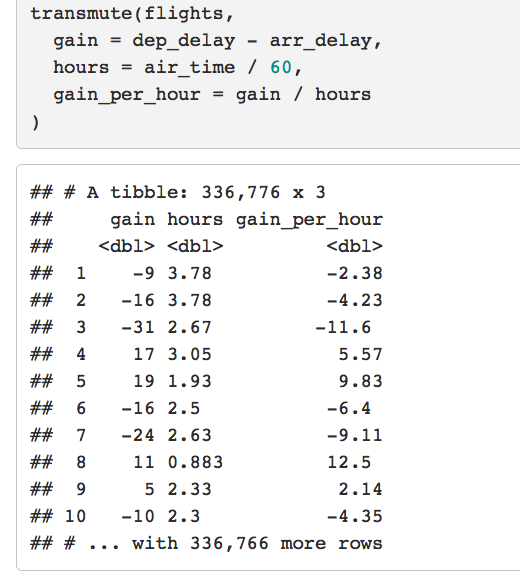 transmute(flights,
  gain = dep_delay - arr_delay,
  hours = air_time / 60,
  gain_per_hour = gain / hours
)
## # A tibble: 336,776 x 3
##     gain hours gain_per_hour
##    <dbl> <dbl>         <dbl>
##  1    -9 3.78          -2.38
##  2   -16 3.78          -4.23
##  3   -31 2.67         -11.6
##  4    17 3.05           5.57
##  5    19 1.93           9.83
##  6   -16 2.5           -6.4
##  7   -24 2.63          -9.11
##  8    11 0.883         12.5
##  9     5 2.33           2.14
## 10   -10 2.3           -4.35
## # ... with 336,766 more rows